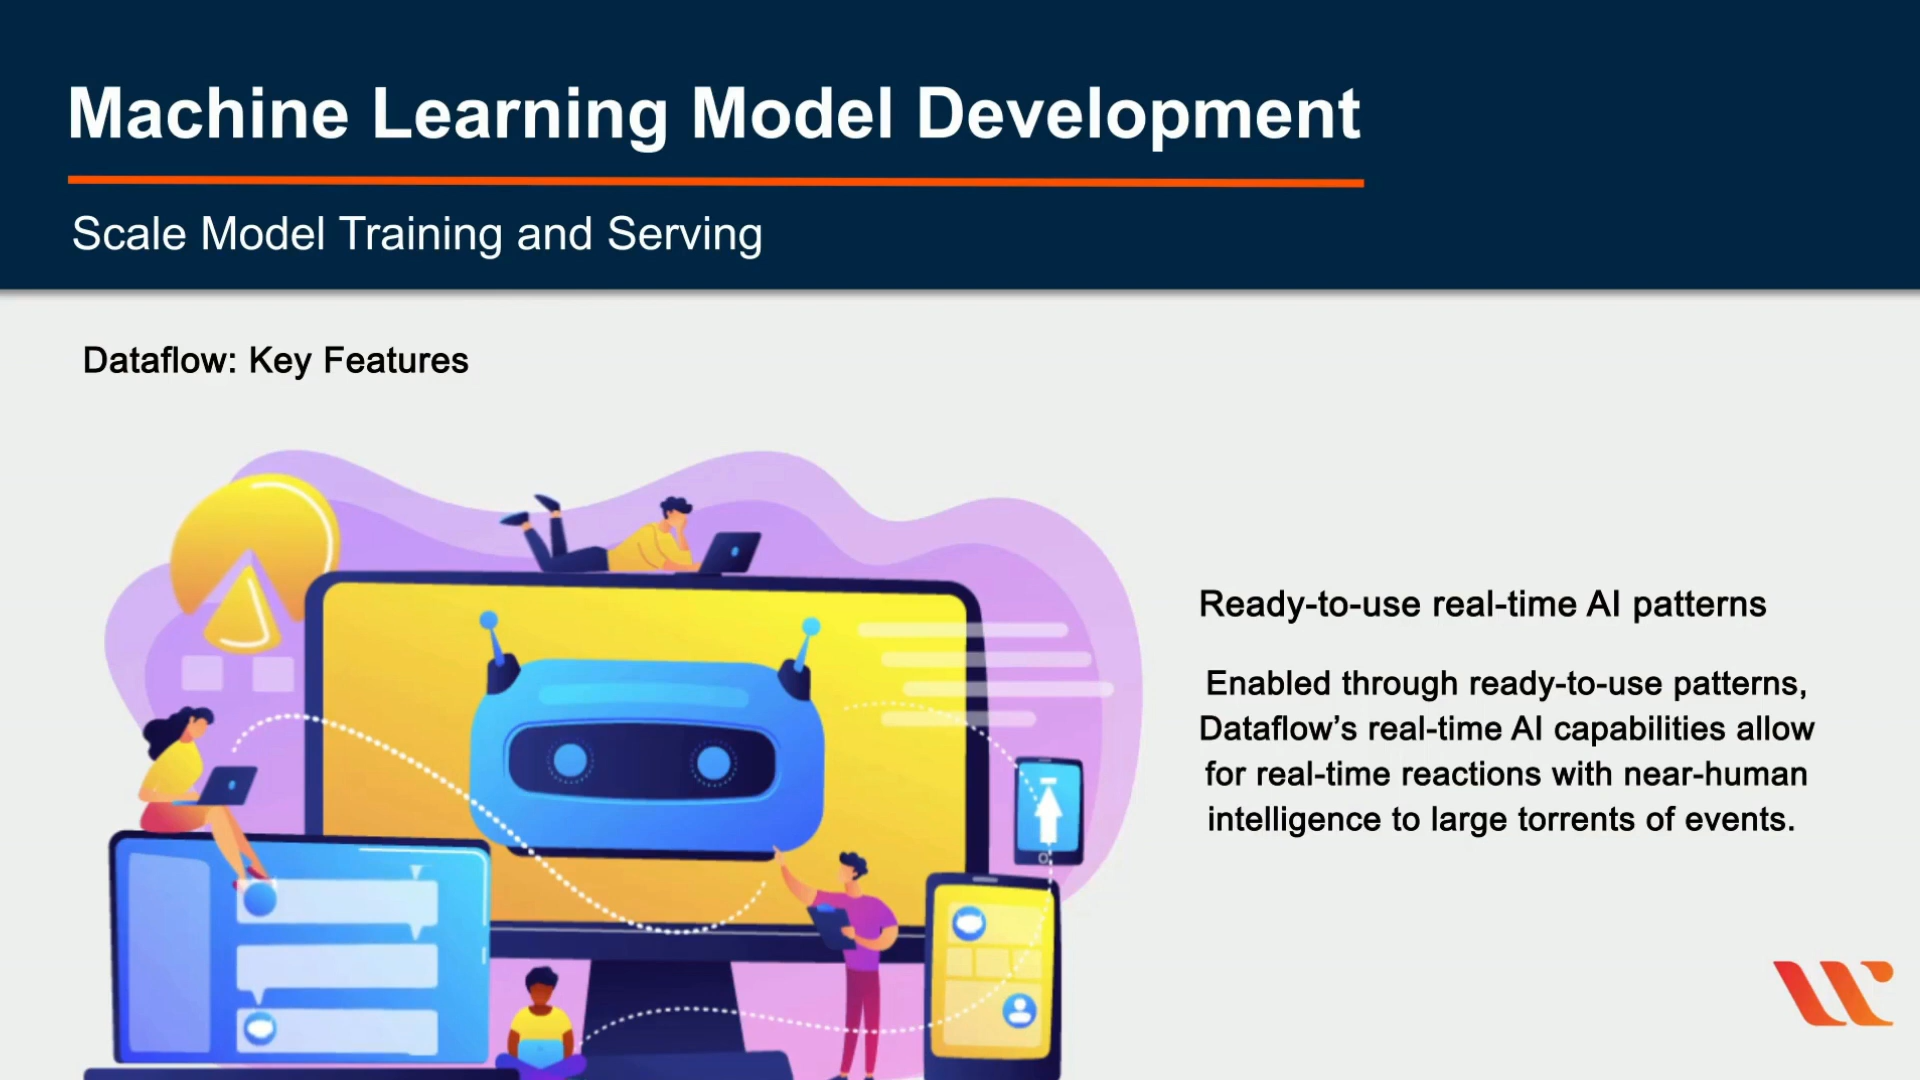 Machine Learning Model Development
Scale Model Training and Serving
Dataflow: Key Features
Ready-to-use real-time AI patterns
Enabled through ready-to-use patterns,
Dataflow’s real-time AI capabilities allow
for real-time reactions with near-human
intelligence to large torrents of events.